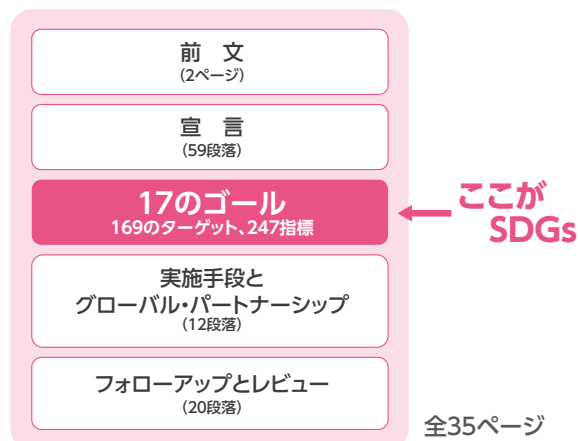 前 文
(2ページ)
宣 言
(59段落)
17のゴール
169のターゲット、247指標
ここが
SDGs
実施手段と
グローバル・パートナーシップ
(12段落)
フォローアップとレビュー
(20段落)
全35ページ